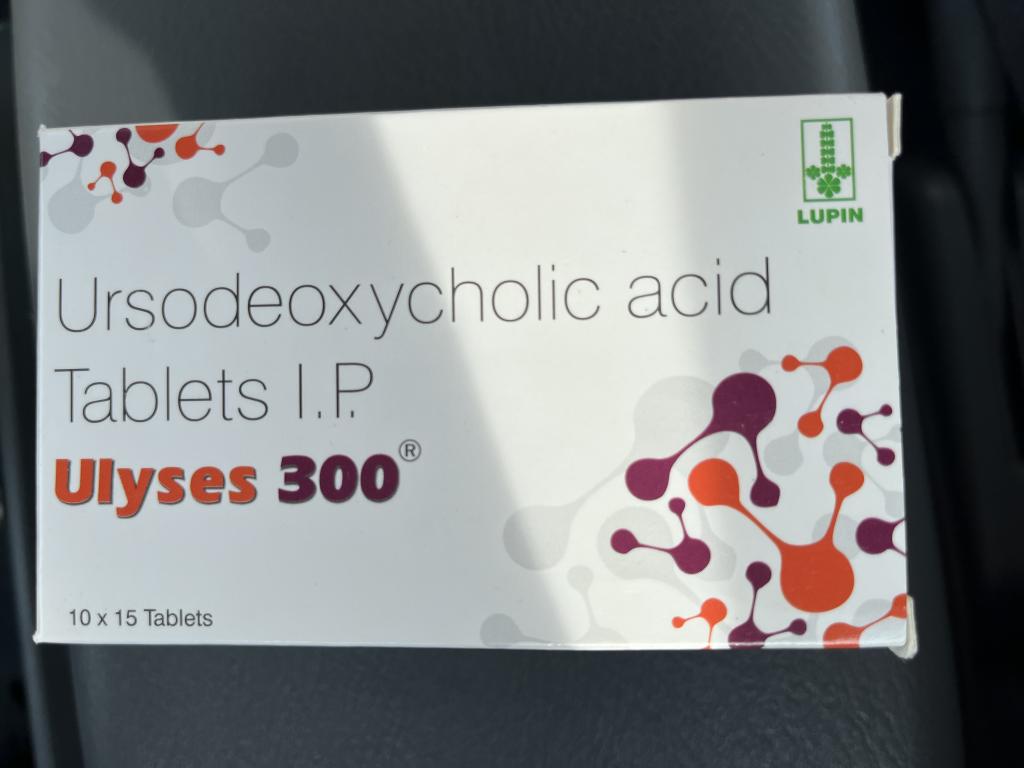 LUPIN
Ursodeoxycholic acid
Tablets I.P.
Ulyses 300®
10 x 15 Tablets